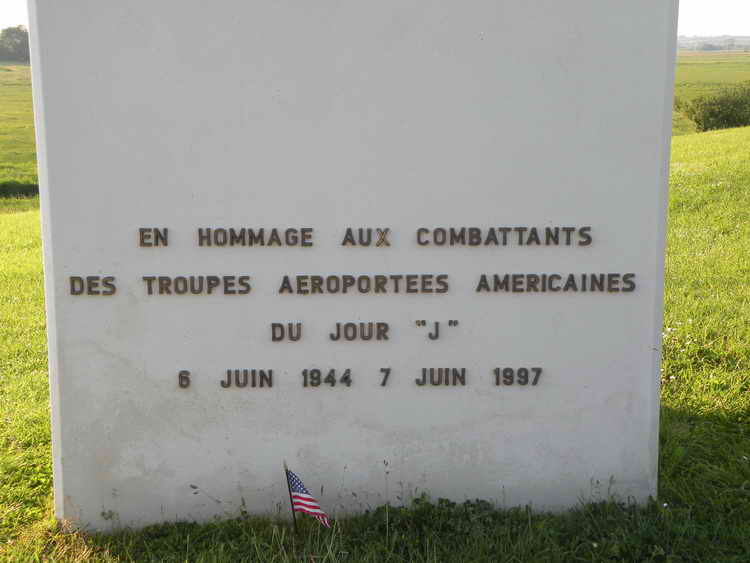 EN HOMMAGE AUX COMBATTANTS
DES TROUPES AEROPORTEES AMERICAINES
DU JOUR "J"
6 JUIN 1944 7 JUIN 1997